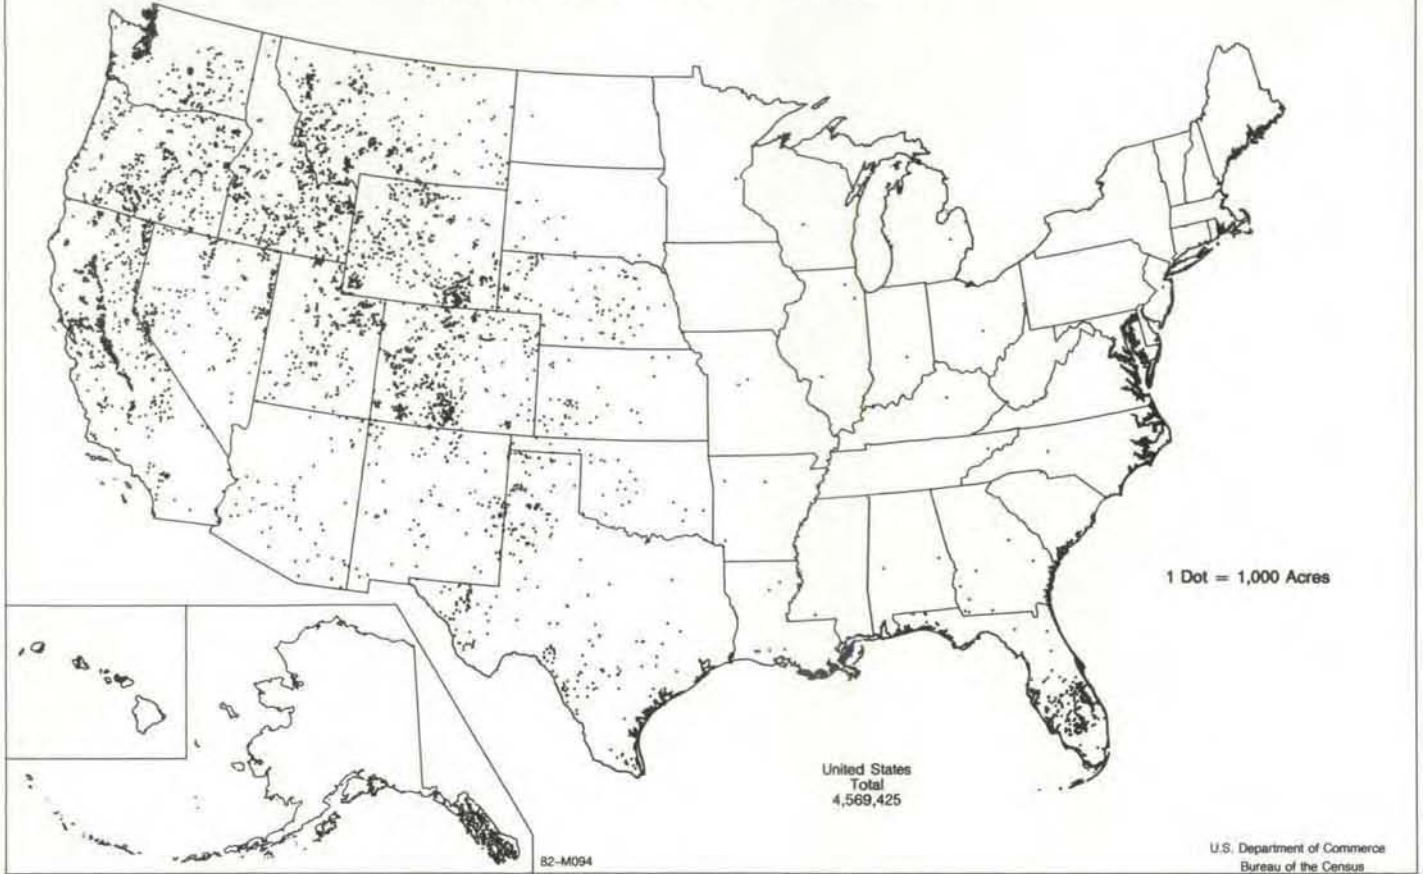 1 Dot = 1,000 Acres
United States
Total
4,569,425
82-M094
U.S. Department of Commerce
Bureau of the Census